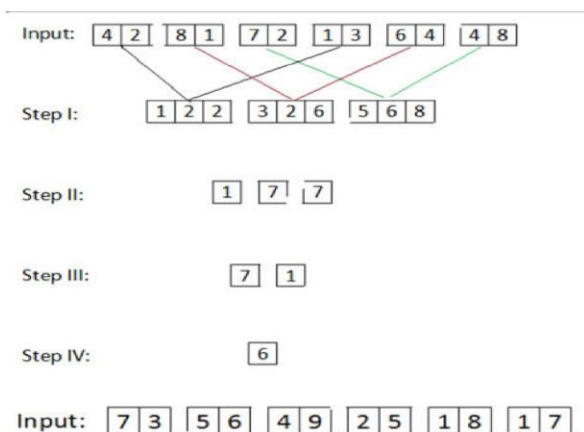 Input: 4 2 8 1 7 2 1 3 6 4 4 8
Step I: 1 2 2 3 2 6 5 6 8
Step II: 1 7 7
Step III: 7 1
Step IV: 6
Input: 7 3 5 6 4 9 2 5 1 8 1 7